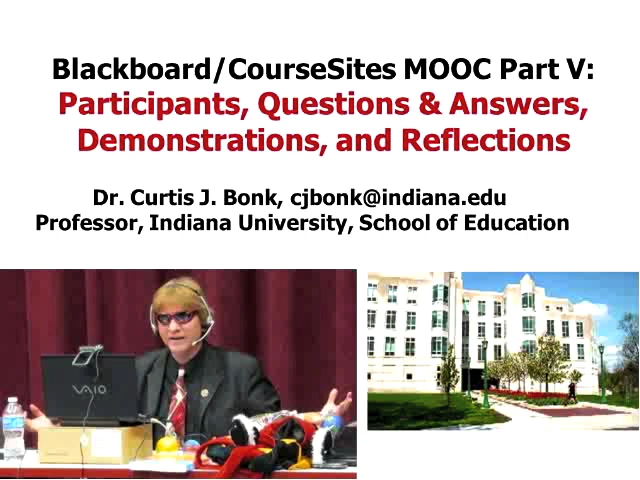 Blackboard/CourseSites MOOC Part V:
Participants, Questions & Answers,
Demonstrations, and Reflections
Dr. Curtis J. Bonk, cjbonk@indiana.edu
Professor, Indiana University, School of Education
VAIO